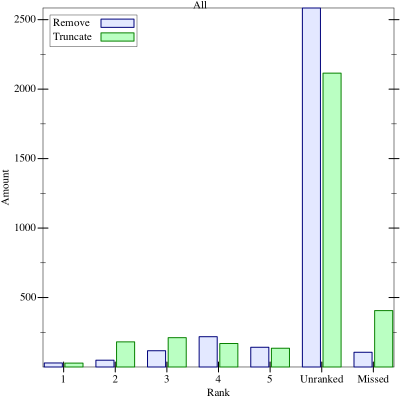 All
Remove
Truncate
2500
2000
1500
1000
500
Amount
1 2 3 4 5 Unranked Missed
Rank